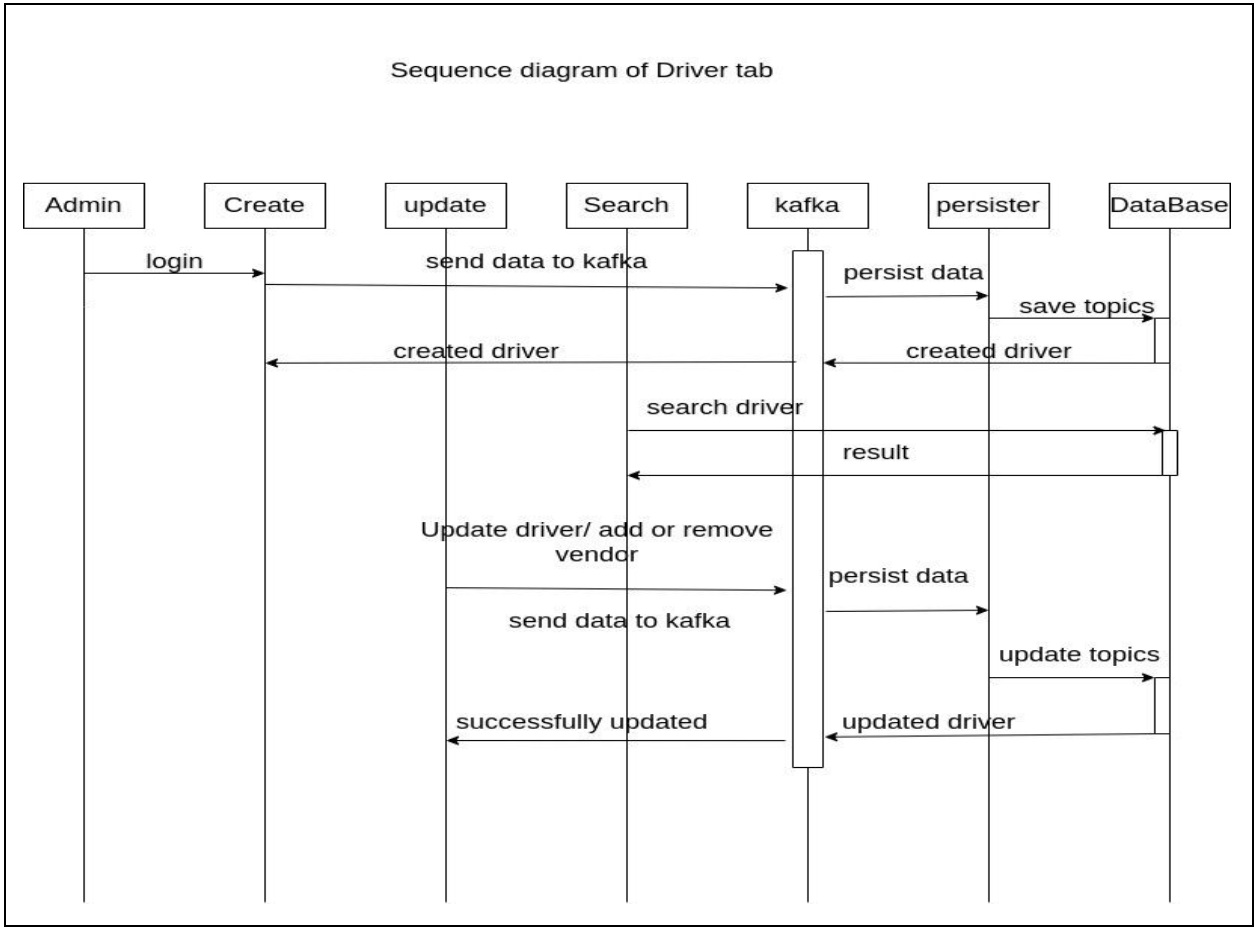 Sequence diagram of Driver tab
Admin
Create
update
Search
kafka
persister
DataBase
login
send data to kafka
persist data
save topics
created driver
created driver
search driver
result
Update driver/ add or remove
vendor
persist data
send data to kafka
update topics
successfully updated
updated driver